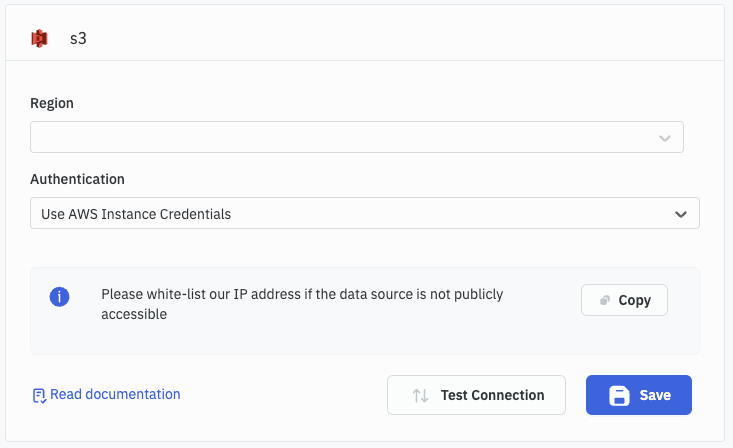 s3
Region
Authentication
Use AWS Instance Credentials
Please white-list our IP address if the data source is not publicly
accessible
Copy
Read documentation
Test Connection
Save